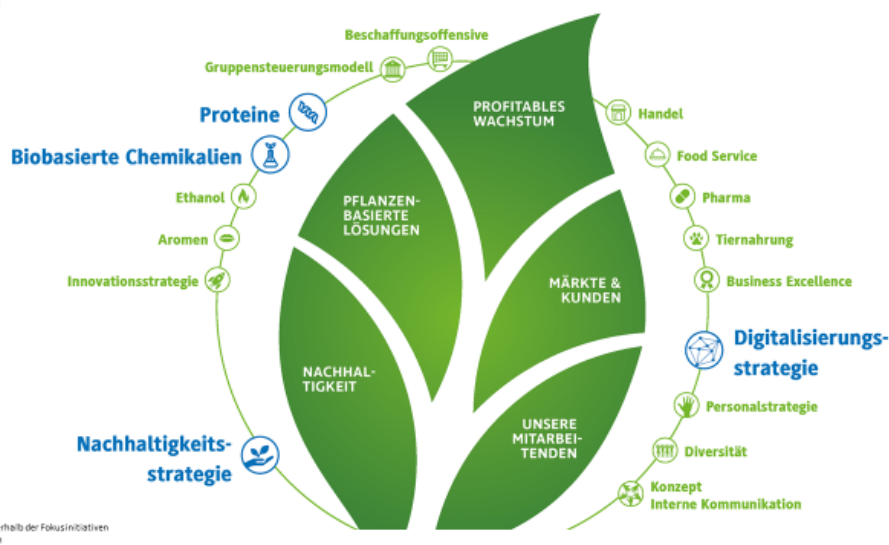 Beschaffungsoffensive
Gruppensteuerungsmodell
Proteine
Biobasierte Chemikalien
Ethanol
Aromen
Innovationsstrategie
Nachhaltigkeits-
strategie
PROFITABLES
WACHSTUM
PFLANZEN-
BASIERTE
LÖSUNGEN
MÄRKTE &
KUNDEN
NACHHAL-
TIGKEIT
UNSERE
MITARBEI-
TENDEN
Handel
Food Service
Pharma
Tiernahrung
Business Excellence
Digitalisierungs-
strategie
Personalstrategie
Diversität
Konzept
Interne Kommunikation
der Fokusinitiativen